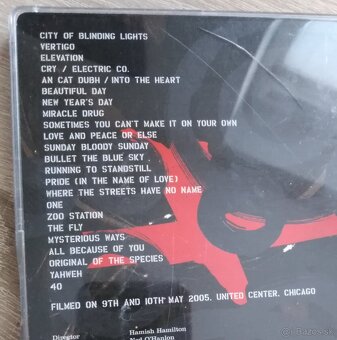 CITY OF BLINDING LIGHTS
VERTIGO
ELEVATION
CRY / ELECTRIC CO.
AN CAT DUBH / INTO THE HEART
BEAUTIFUL DAY
NEW YEAR'S DAY
MIRACLE DRUG
SOMETIMES YOU CAN'T MAKE IT ON YOUR OWN
LOVE AND PEACE OR ELSE
SUNDAY BLOODY SUNDAY
BULLET THE BLUE SKY
RUNNING TO STANDSTILL
PRIDE (IN THE NAME OF LOVE)
WHERE THE STREETS HAVE NO NAME
ONE
ZOO STATION
THE FLY
MYSTERIOUS WAYS
ALL BECAUSE OF YOU
ORIGINAL OF THE SPECIES
YAHWEH
40
FILMED ON 9TH AND 10TH MAY 2005. UNITED CENTER, CHICAGO
Director Hamish Hamilton
Ned O'Hanlon